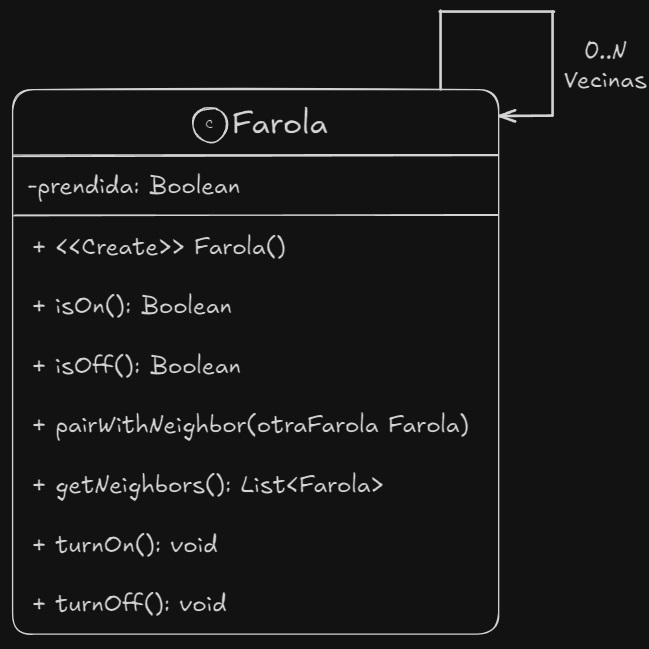 0..N
Vecinas
C Farola
-prendida: Boolean
+ <<Create>> Farola()
+ isOn(): Boolean
+ isOff(): Boolean
+ pairWithNeighbor(otraFarola Farola)
+ getNeighbors(): List<Farola>
+ turnOn(): void
+ turnOff(): void